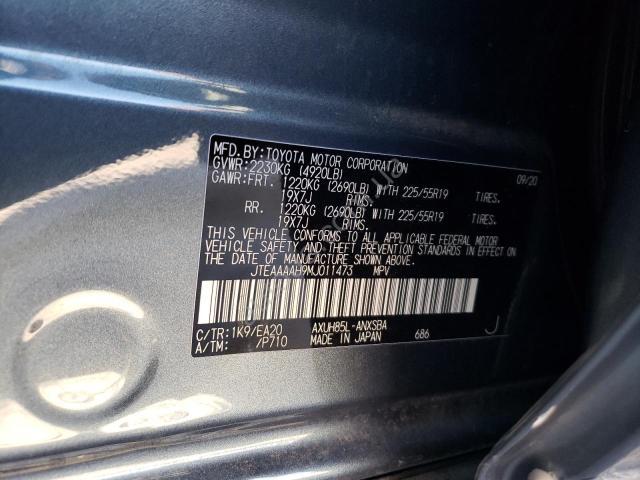 MFD. BY: TOYOTA MOTOR CORPORATION 09/20
GVWR: 2230KG (4920LB)
GAWR: FRT. 1220KG (2690LB) WITH 225/55R19 TIRES.
19X7J RIMS.
RR. 1220KG (2690LB) WITH 225/55R19 TIRES.
19X7J RIMS.
THIS VEHICLE CONFORMS TO ALL APPLICABLE FEDERAL MOTOR
VEHICLE SAFETY, BUMPER, AND THEFT PREVENTION STANDARDS IN EFFECT ON
THE DATE OF MANUFACTURE SHOWN ABOVE.
JTEAAAAH9MJ011473 MPV
C/TR: 1K9/EA20 AXUH85L-ANXSBA J
A/TM: /P710 MADE IN JAPAN 686